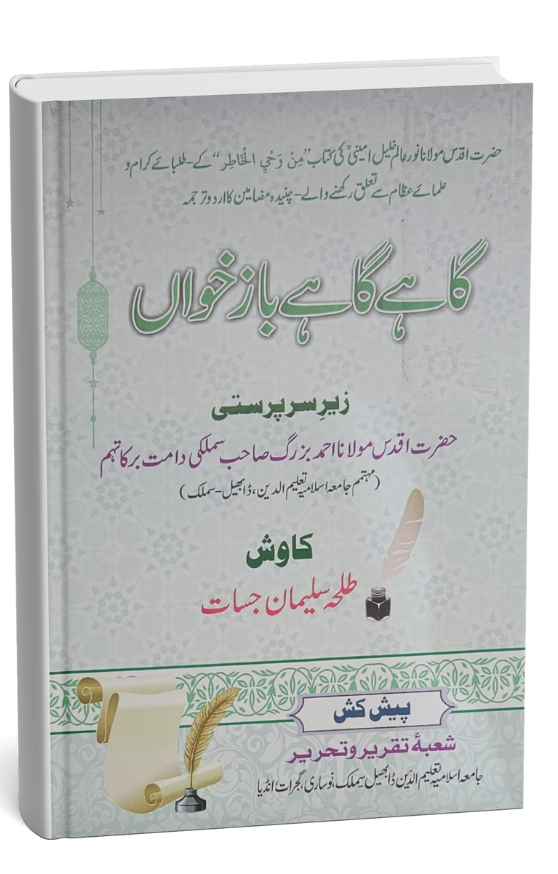 حضرت اقدس مولانا نور عالم خلیل امینیؒ کی کتاب ”مِنْ وَحْيِ الْخَاطِرِ“ کے - طلبائے کرام و
علمائے عظام سے تعلق رکھنے والے - چنیدہ مضامین کا اردو ترجمہ
گاہے گاہے باز خواں
زیرِ سرپرستی
حضرت اقدس مولانا احمد بزرگ صاحب سملکی دامت برکاتہم
(مہتمم جامعہ اسلامیہ تعلیم الدین، ڈابھیل - سملک)
کاوش
طلحہ سلیمان جسات
پیش کش
شعبۂ تقریر و تحریر
جامعہ اسلامیہ تعلیم الدین ڈابھیل سملک، نوساری، گجرات، انڈیا